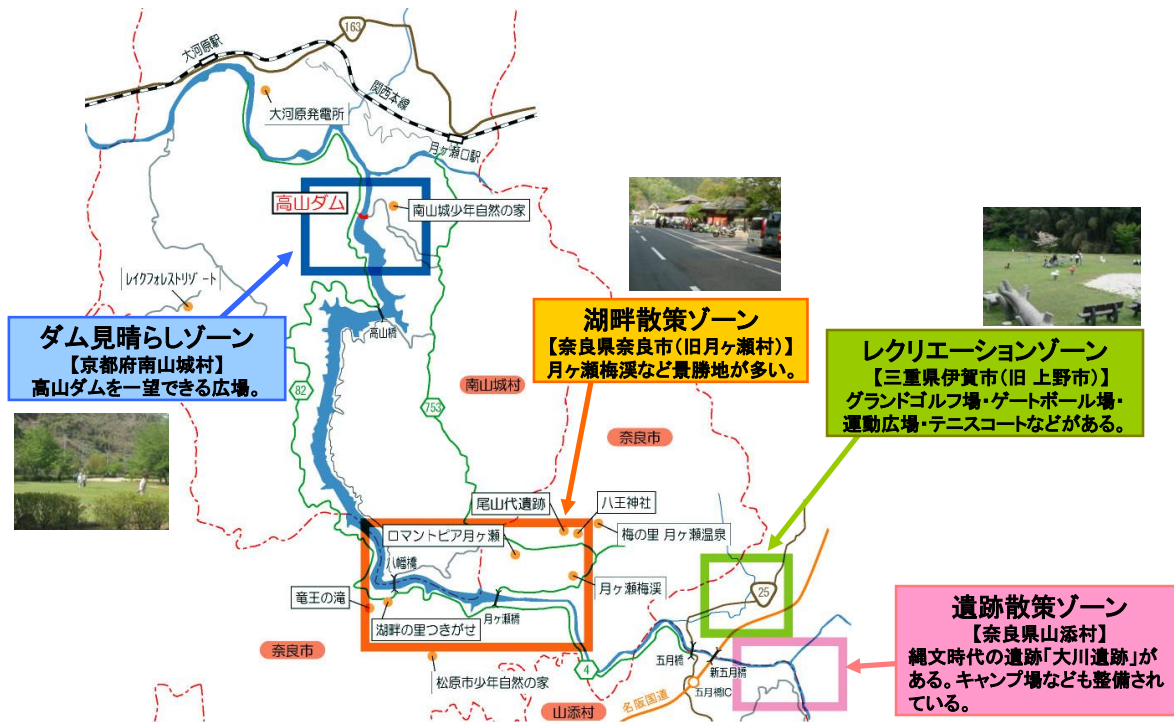 163
大河原駅
関西本線
大河原発電所
月ヶ瀬口駅
高山ダム
南山城少年自然の家
レイクフォレストリゾート
ダム見晴らしゾーン
【京都府南山城村】
高山ダムを一望できる広場。
高山橋
湖畔散策ゾーン
【奈良県奈良市(旧月ヶ瀬村)】
月ヶ瀬梅渓など景勝地が多い。
レクリエーションゾーン
【三重県伊賀市(旧 上野市)】
グランドゴルフ場・ゲートボール場・
運動広場・テニスコートなどがある。
82
753
南山城村
奈良市
尾山代遺跡
八王神社
ロマントピア月ヶ瀬
梅の里 月ヶ瀬温泉
八幡橋
月ヶ瀬梅渓
竜王の滝
月ヶ瀬橋
湖畔の里つきがせ
25
遺跡散策ゾーン
【奈良県山添村】
縄文時代の遺跡「大川遺跡」が
ある。キャンプ場なども整備され
ている。
奈良市
松原市少年自然の家
4
五月橋
新五月橋
五月橋IC
名阪国道
山添村